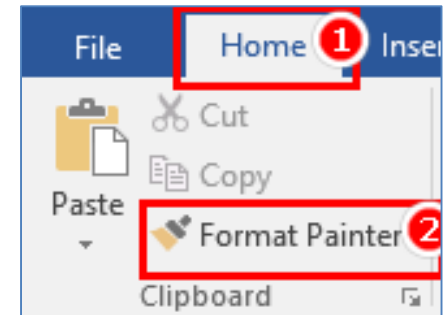 File Home 1 Inse
Cut
Copy
Paste
Format Painter 2
Clipboard